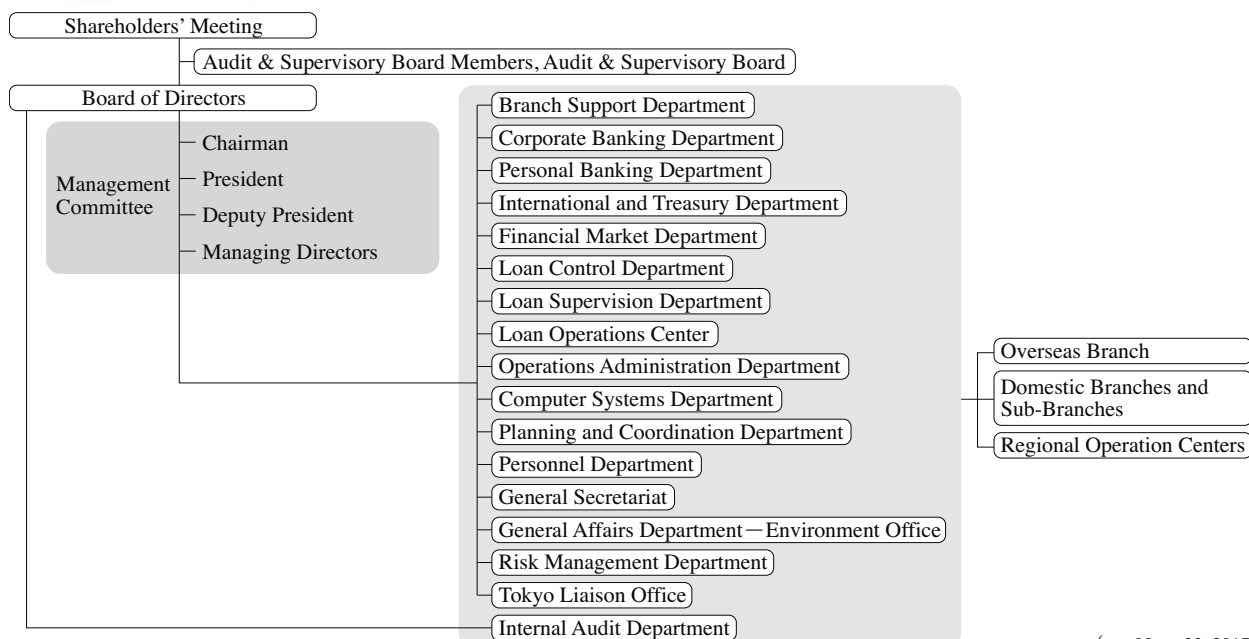 Shareholders' Meeting
Audit & Supervisory Board Members, Audit & Supervisory Board
Board of Directors
Management
Committee
Chairman
President
Deputy President
Managing Directors
Branch Support Department
Corporate Banking Department
Personal Banking Department
International and Treasury Department
Financial Market Department
Loan Control Department
Loan Supervision Department
Loan Operations Center
Operations Administration Department
Computer Systems Department
Planning and Coordination Department
Personnel Department
General Secretariat
General Affairs Department—Environment Office
Risk Management Department
Tokyo Liaison Office
Internal Audit Department
Overseas Branch
Domestic Branches and
Sub-Branches
Regional Operation Centers